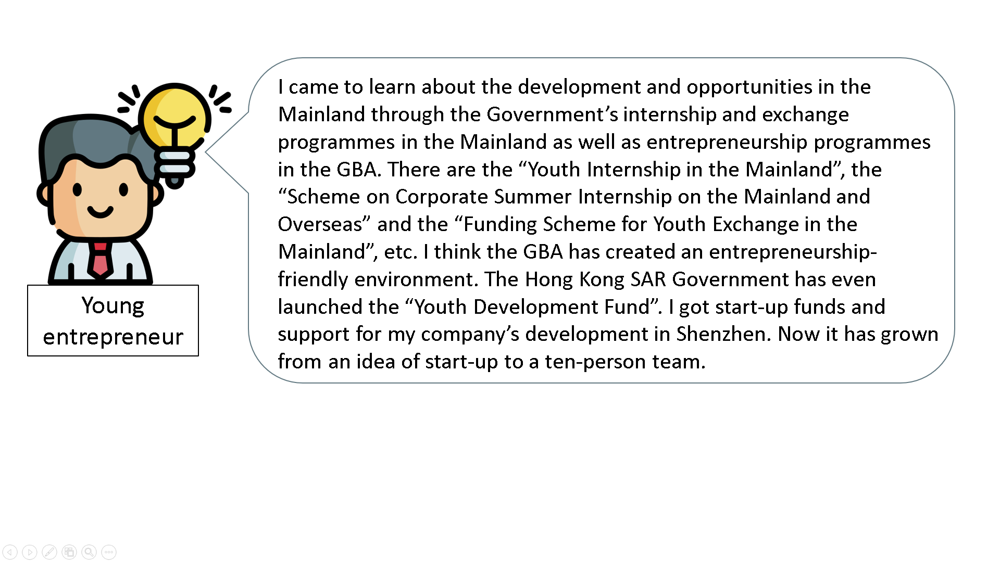 I came to learn about the development and opportunities in the
Mainland through the Government’s internship and exchange
programmes in the Mainland as well as entrepreneurship programmes
in the GBA. There are the “Youth Internship in the Mainland”, the
“Scheme on Corporate Summer Internship on the Mainland and
Overseas” and the “Funding Scheme for Youth Exchange in the
Mainland”, etc. I think the GBA has created an entrepreneurship-
friendly environment. The Hong Kong SAR Government has even
launched the “Youth Development Fund”. I got start-up funds and
support for my company’s development in Shenzhen. Now it has grown
from an idea of start-up to a ten-person team.
Young
entrepreneur